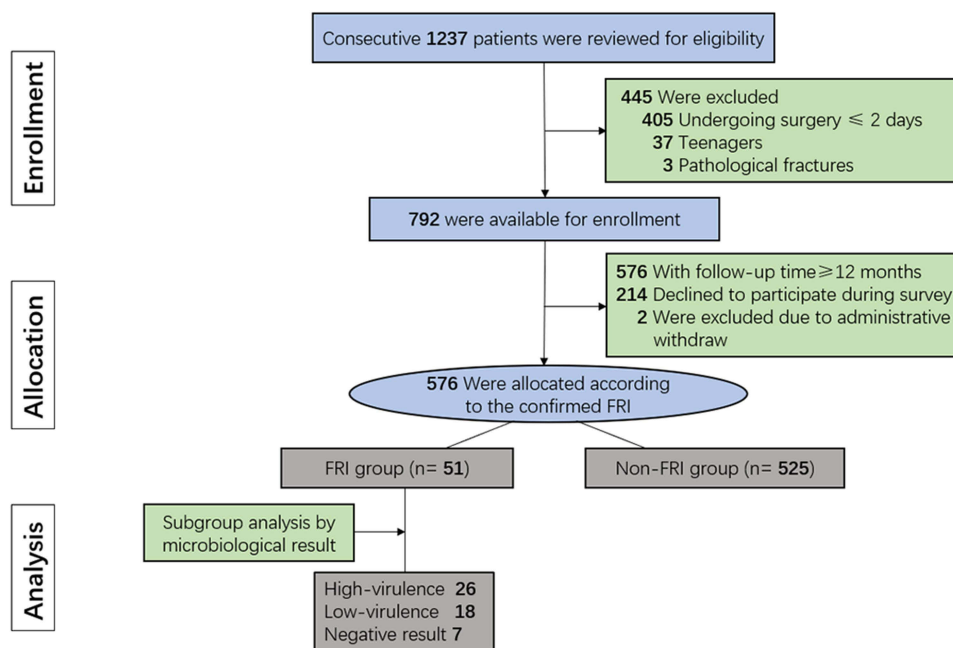 Enrollment
Consecutive 1237 patients were reviewed for eligibility
445 Were excluded
405 Undergoing surgery ≤ 2 days
37 Teenagers
3 Pathological fractures
792 were available for enrollment
Allocation
576 With follow-up time≥12 months
214 Declined to participate during survey
2 Were excluded due to administrative
withdraw
576 Were allocated according
to the confirmed FRI
FRI group (n= 51)
Non-FRI group (n= 525)
Analysis
Subgroup analysis by
microbiological result
High-virulence 26
Low-virulence 18
Negative result 7